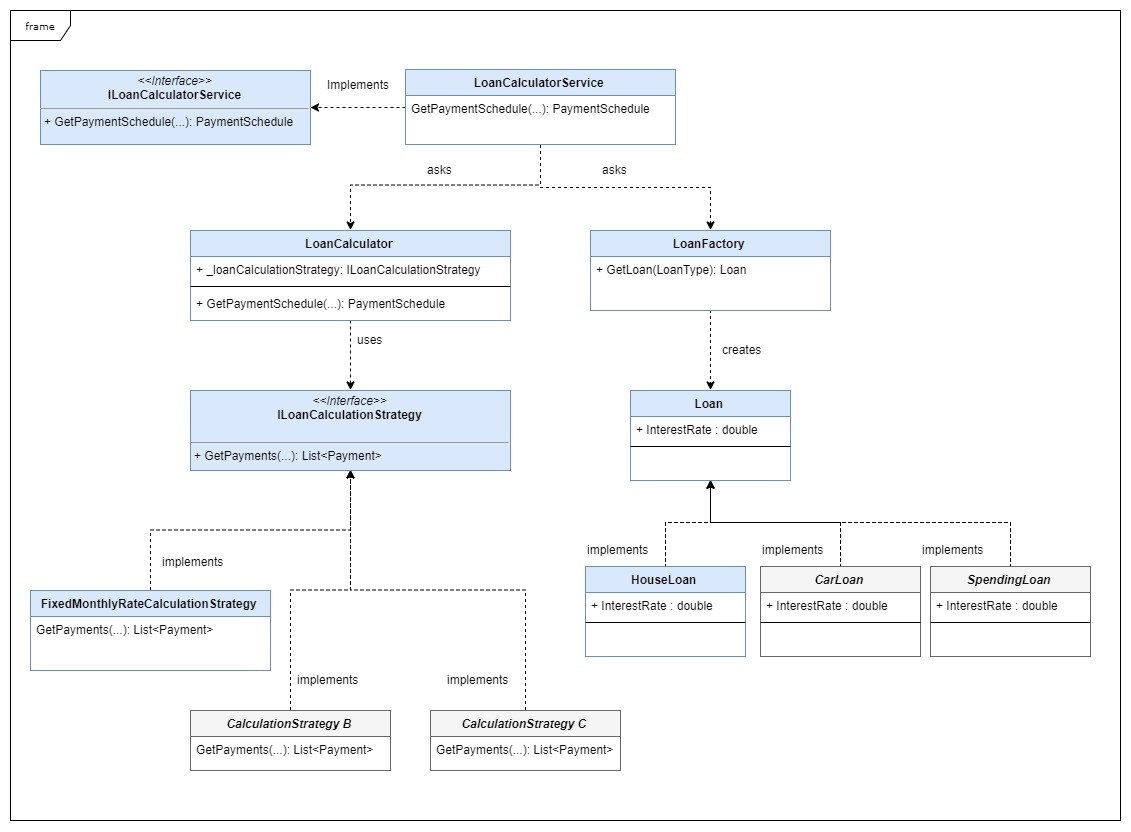 frame
<<Interface>>
ILoanCalculatorService
+ GetPaymentSchedule(...): PaymentSchedule
Implements
LoanCalculatorService
GetPaymentSchedule(...): PaymentSchedule
asks
asks
LoanCalculator
+ _loanCalculationStrategy: ILoanCalculationStrategy
+ GetPaymentSchedule(...): PaymentSchedule
LoanFactory
+ GetLoan(LoanType): Loan
uses
creates
<<Interface>>
ILoanCalculationStrategy
+ GetPayments(...): List<Payment>
Loan
+ InterestRate : double
implements
FixedMonthlyRateCalculationStrategy
GetPayments(...): List<Payment>
implements
implements
implements
HouseLoan
+ InterestRate : double
CarLoan
+ InterestRate : double
SpendingLoan
+ InterestRate : double
implements
implements
CalculationStrategy B
GetPayments(...): List<Payment>
CalculationStrategy C
GetPayments(...): List<Payment>